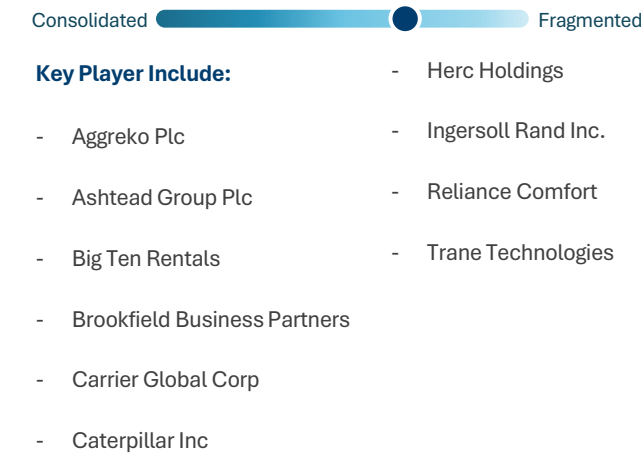 Consolidated
Fragmented
Key Player Include:
- Aggreko Plc
- Ashtead Group Plc
- Big Ten Rentals
- Brookfield Business Partners
- Carrier Global Corp
- Caterpillar Inc
- Herc Holdings
- Ingersoll Rand Inc.
- Reliance Comfort
- Trane Technologies